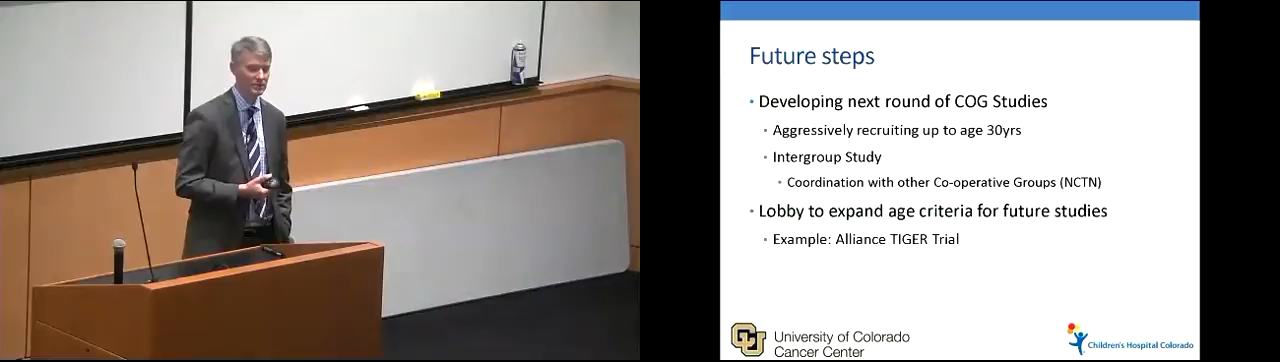 Future steps
• Developing next round of COG Studies
• Aggressively recruiting up to age 30yrs
• Intergroup Study
• Coordination with other Co-operative Groups (NCTN)
• Lobby to expand age criteria for future studies
• Example: Alliance TIGER Trial
CU
University of Colorado
Cancer Center
Children's Hospital Colorado